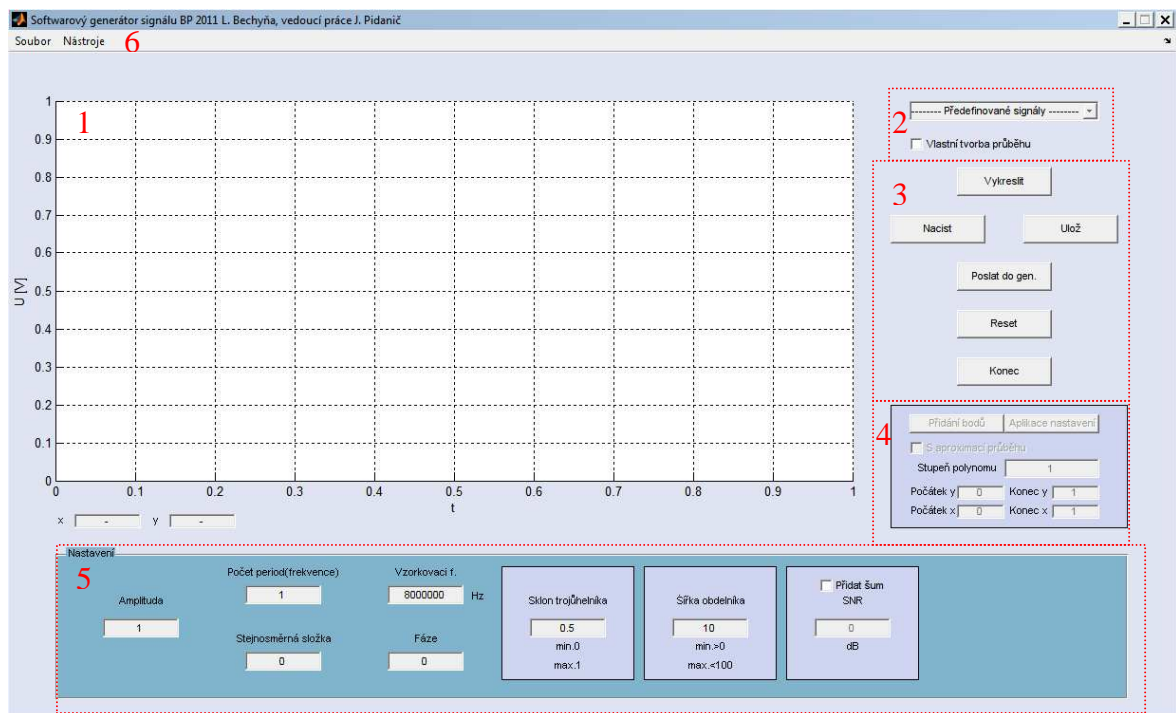 Softwarový generátor signálu BP 2011 L. Bechyňa, vedoucí práce J. Pidanič
Soubor Nástroje 6
1
1
0.9
0.8
0.7
0.6
0.5
0.4
0.3
0.2
0.1
0
U [V]
0 0.1 0.2 0.3 0.4 0.5 0.6 0.7 0.8 0.9 1
t
x - y -
2
-------- Předefinované signály --------
Vlastní tvorba průběhu
3
Vykreslit
Nacist Ulož
Poslat do gen.
Reset
Konec
4
Přidání bodů Aplikace nastavení
S aproximací průběhu
Stupeň polynomu 1
Počátek y 0 Konec y 1
Počátek x 0 Konec x 1
Nastavení
5
Amplituda
1
Počet period(frekvence)
1
Stejnosměrná složka
0
Vzorkovaci f.
8000000 Hz
Fáze
0
Sklon trojůhelníka
0.5
min.0
max.1
Šířka obdelníka
10
min.>0
max.<100
Přidat šum
SNR
0
dB